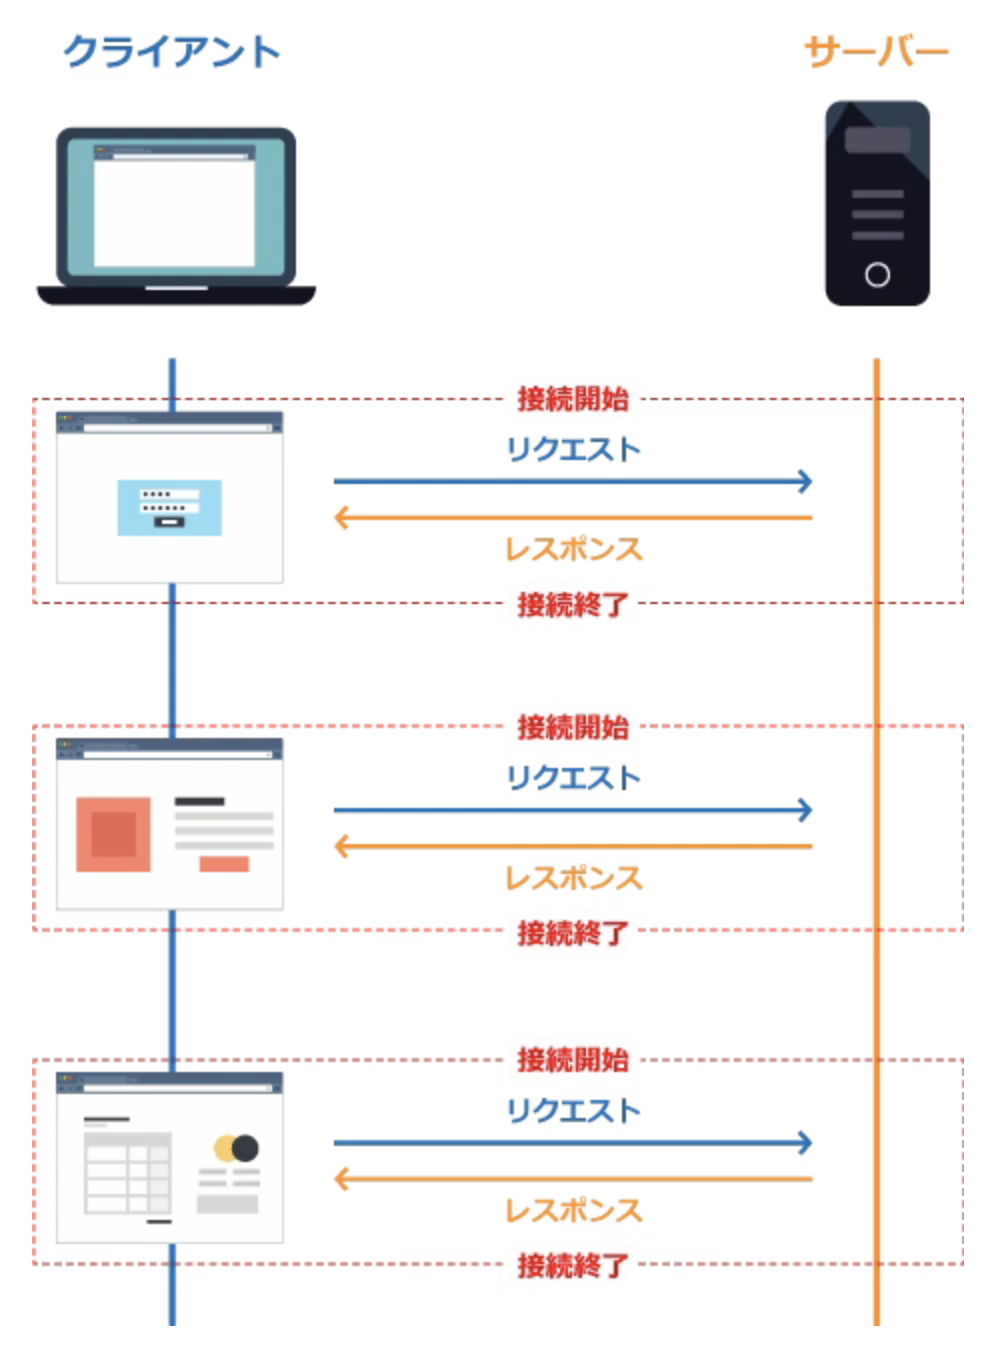 クライアント
サーバー
接続開始
リクエスト
レスポンス
接続終了
接続開始
リクエスト
レスポンス
接続終了
接続開始
リクエスト
レスポンス
接続終了